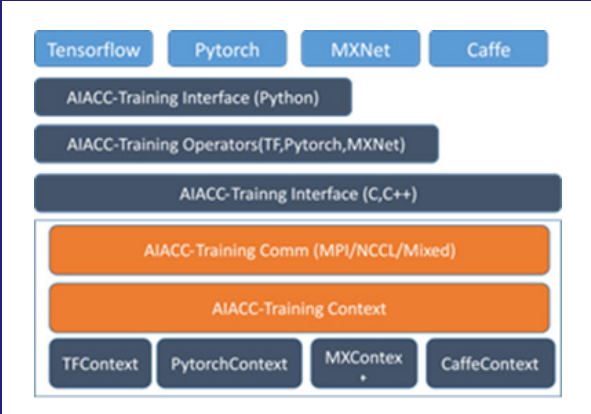 Tensorflow
Pytorch
MXNet
Caffe
AIACC-Training Interface (Python)
AIACC-Training Operators(TF,Pytorch,MXNet)
AIACC-Trainng Interface (C,C++)
AIACC-Training Comm (MPI/NCCL/Mixed)
AIACC-Training Context
TFContext
PytorchContext
MXContex
CaffeContext